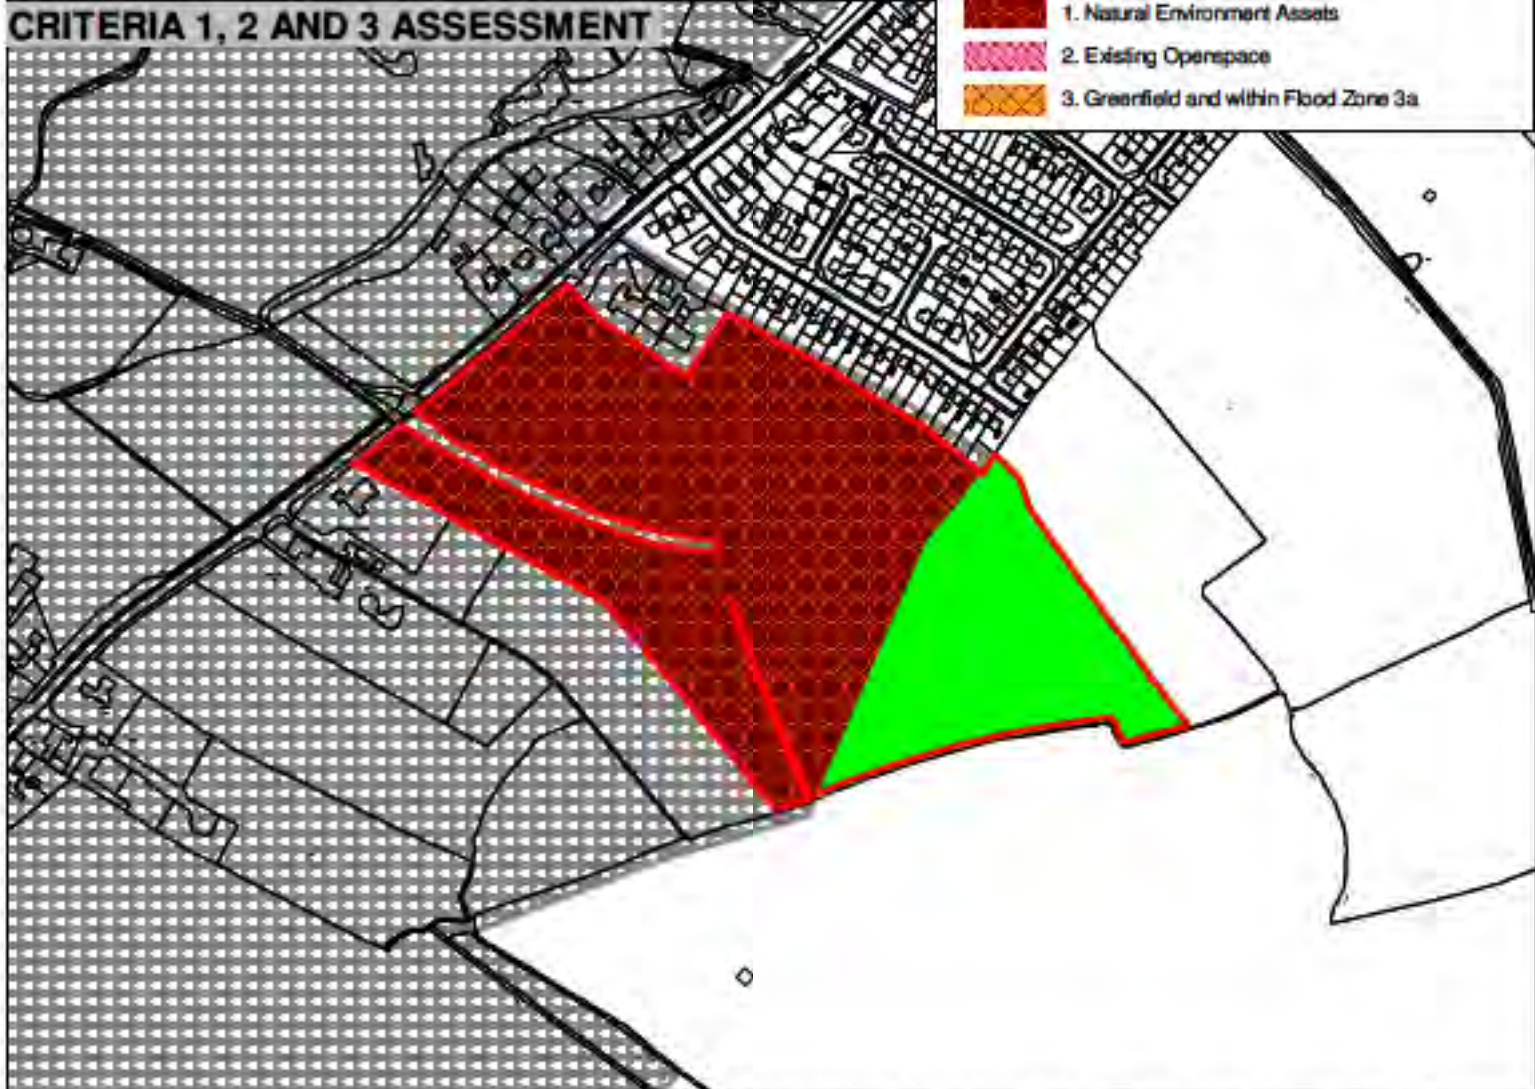 CRITERIA 1, 2 AND 3 ASSESSMENT
1. Natural Environment Assets
2. Existing Openspace
3. Greenfield and within Flood Zone 3a